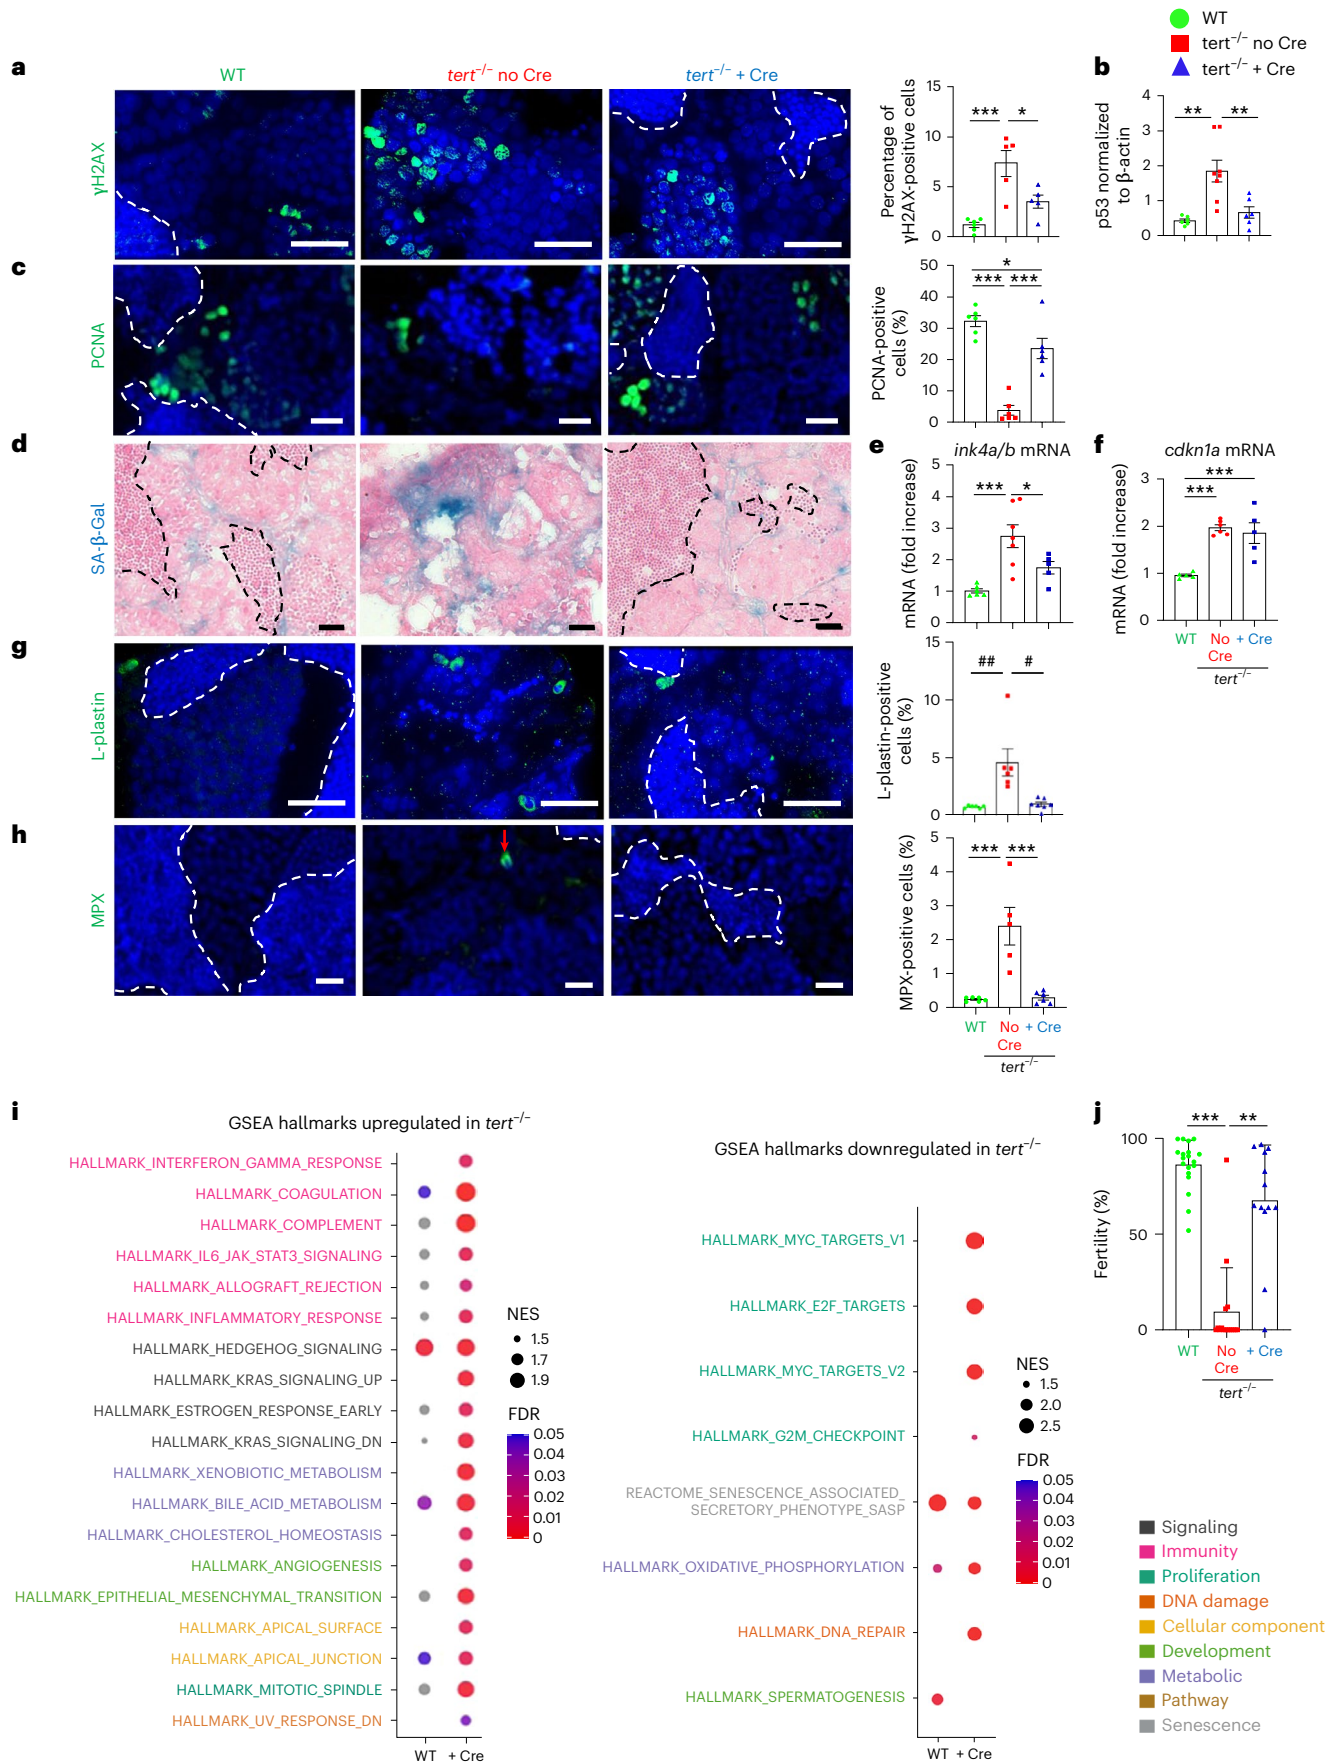 WT
tert−/− no Cre
tert−/− + Cre
a
WT
tert−/− no Cre
tert−/− + Cre
γH2AX
Percentage of
γH2AX-positive cells
15
10
5
0
***
*
b
p53 normalized
to β-actin
4
3
2
1
0
**
**
c
PCNA
PCNA-positive
cells (%)
50
40
30
20
10
0
*
***
***
d
SA-β-Gal
e
ink4a/b mRNA
mRNA (fold increase)
5
4
3
2
1
0
***
*
f
cdkn1a mRNA
mRNA (fold increase)
3
2
1
0
***
***
WT
No
Cre
+ Cre
tert−/−
g
L-plastin
L-plastin-positive
cells (%)
15
10
5
0
##
#
h
MPX
MPX-positive cells (%)
5
4
3
2
1
0
***
***
WT
No
Cre
+ Cre
tert−/−
i
GSEA hallmarks upregulated in tert−/−
HALLMARK_INTERFERON_GAMMA_RESPONSE
HALLMARK_COAGULATION
HALLMARK_COMPLEMENT
HALLMARK_IL6_JAK_STAT3_SIGNALING
HALLMARK_ALLOGRAFT_REJECTION
HALLMARK_INFLAMMATORY_RESPONSE
HALLMARK_HEDGEHOG_SIGNALING
HALLMARK_KRAS_SIGNALING_UP
HALLMARK_ESTROGEN_RESPONSE_EARLY
HALLMARK_KRAS_SIGNALING_DN
HALLMARK_XENOBIOTIC_METABOLISM
HALLMARK_BILE_ACID_METABOLISM
HALLMARK_CHOLESTEROL_HOMEOSTASIS
HALLMARK_ANGIOGENESIS
HALLMARK_EPITHELIAL_MESENCHYMAL_TRANSITION
HALLMARK_APICAL_SURFACE
HALLMARK_APICAL_JUNCTION
HALLMARK_MITOTIC_SPINDLE
HALLMARK_UV_RESPONSE_DN
WT
+ Cre
NES
1.5
1.7
1.9
FDR
0.05
0.04
0.03
0.02
0.01
0
GSEA hallmarks downregulated in tert−/−
HALLMARK_MYC_TARGETS_V1
HALLMARK_E2F_TARGETS
HALLMARK_MYC_TARGETS_V2
HALLMARK_G2M_CHECKPOINT
REACTOME_SENESCENCE_ASSOCIATED_
SECRETORY_PHENOTYPE_SASP
HALLMARK_OXIDATIVE_PHOSPHORYLATION
HALLMARK_DNA_REPAIR
HALLMARK_SPERMATOGENESIS
WT
+ Cre
NES
1.5
2.0
2.5
FDR
0.05
0.04
0.03
0.02
0.01
0
j
Fertility (%)
100
50
0
***
**
WT
No
Cre
+ Cre
tert−/−
Signaling
Immunity
Proliferation
DNA damage
Cellular component
Development
Metabolic
Pathway
Senescence